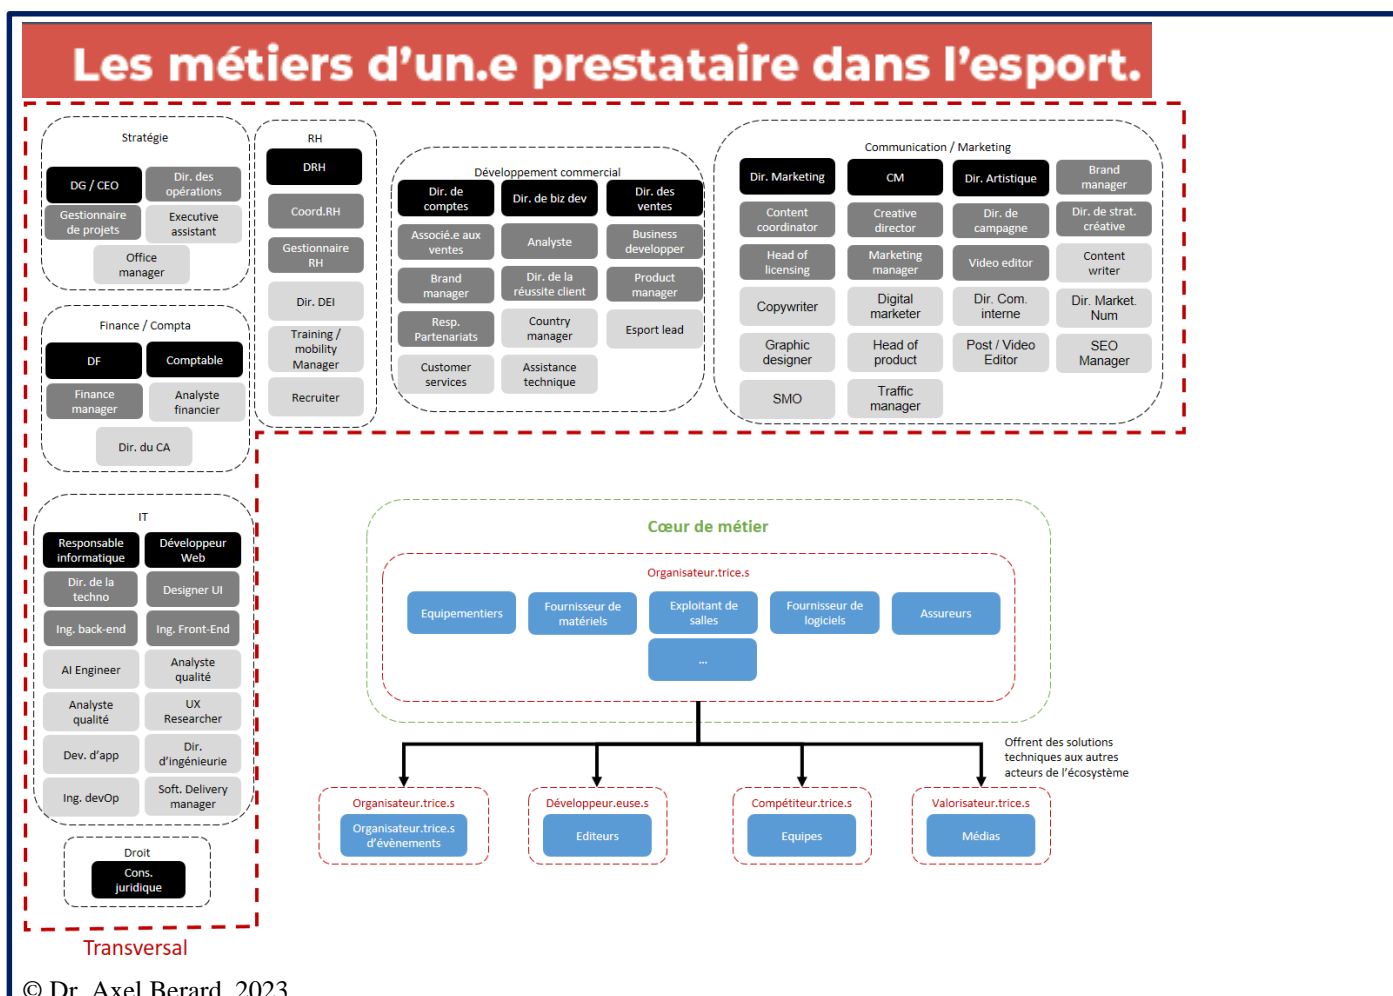 Les métiers d'un.e prestataire dans l'esport.
Stratégie
DG / CEO
Dir. des
opérations
Gestionnaire
de projets
Executive
assistant
Office
manager
Finance / Compta
DF
Comptable
Finance
manager
Analyste
financier
Dir. du CA
RH
DRH
Coord.RH
Gestionnaire
RH
Dir. DEI
Training /
mobility
Manager
Recruiter
Développement commercial
Dir. de
comptes
Dir. de biz dev
Dir. des
ventes
Associé.e aux
ventes
Analyste
Business
developper
Brand
manager
Dir. de la
réussite client
Product
manager
Resp.
Partenariats
Country
manager
Esport lead
Customer
services
Assistance
technique
Communication / Marketing
Dir. Marketing
CM
Dir. Artistique
Brand
manager
Content
coordinator
Creative
director
Dir. de
campagne
Dir. de strat.
créative
Head of
licensing
Marketing
manager
Video editor
Content
writer
Copywriter
Digital
marketer
Dir. Com.
interne
Dir. Market.
Num
Graphic
designer
Head of
product
Post / Video
Editor
SEO
Manager
SMO
Traffic
manager
IT
Responsable
informatique
Développeur
Web
Dir. de la
techno
Designer UI
Ing. back-end
Ing. Front-End
AI Engineer
Analyste
qualité
Analyste
qualité
UX
Researcher
Dev. d'app
Dir.
d'ingénieurie
Ing. devOp
Soft. Delivery
manager
Droit
Cons.
juridique
Transversal
Cœur de métier
Organisateur.trice.s
Equipementiers
Fournisseur de
matériels
Exploitant de
salles
Fournisseur de
logiciels
Assureurs
...
Offrent des solutions
techniques aux autres
acteurs de l'écosystème
Organisateur.trice.s
Organisateur.trice.s
d'évènements
Développeur.euse.s
Editeurs
Compétiteur.trice.s
Equipes
Valorisateur.trice.s
Médias
© Dr. Axel Berard, 2023